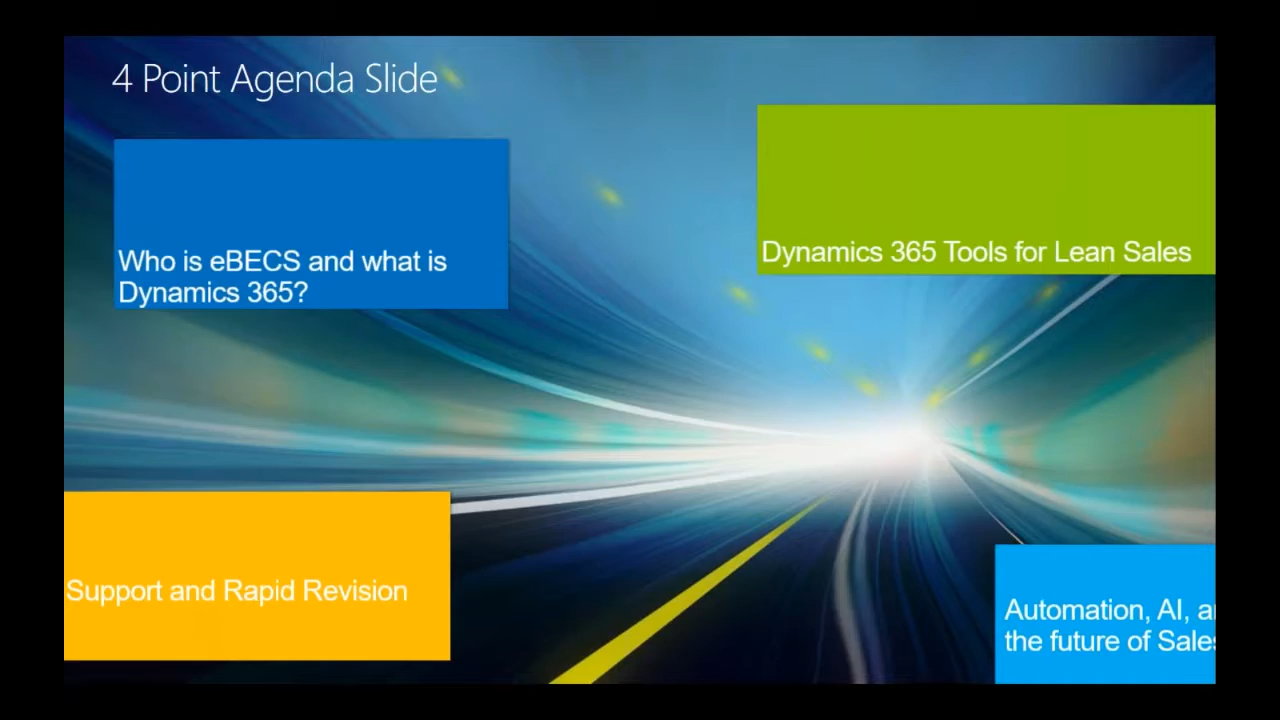 4 Point Agenda Slide
Who is eBECS and what is
Dynamics 365?
Dynamics 365 Tools for Lean Sales
Support and Rapid Revision
Automation, AI,
the future of